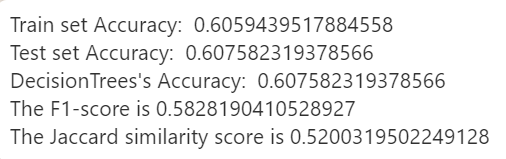 Train set Accuracy:  0.6059439517884558
Test set Accuracy:  0.607582319378566
DecisionTrees's Accuracy:  0.607582319378566
The F1-score is 0.5828190410528927
The Jaccard similarity score is 0.5200319502249128